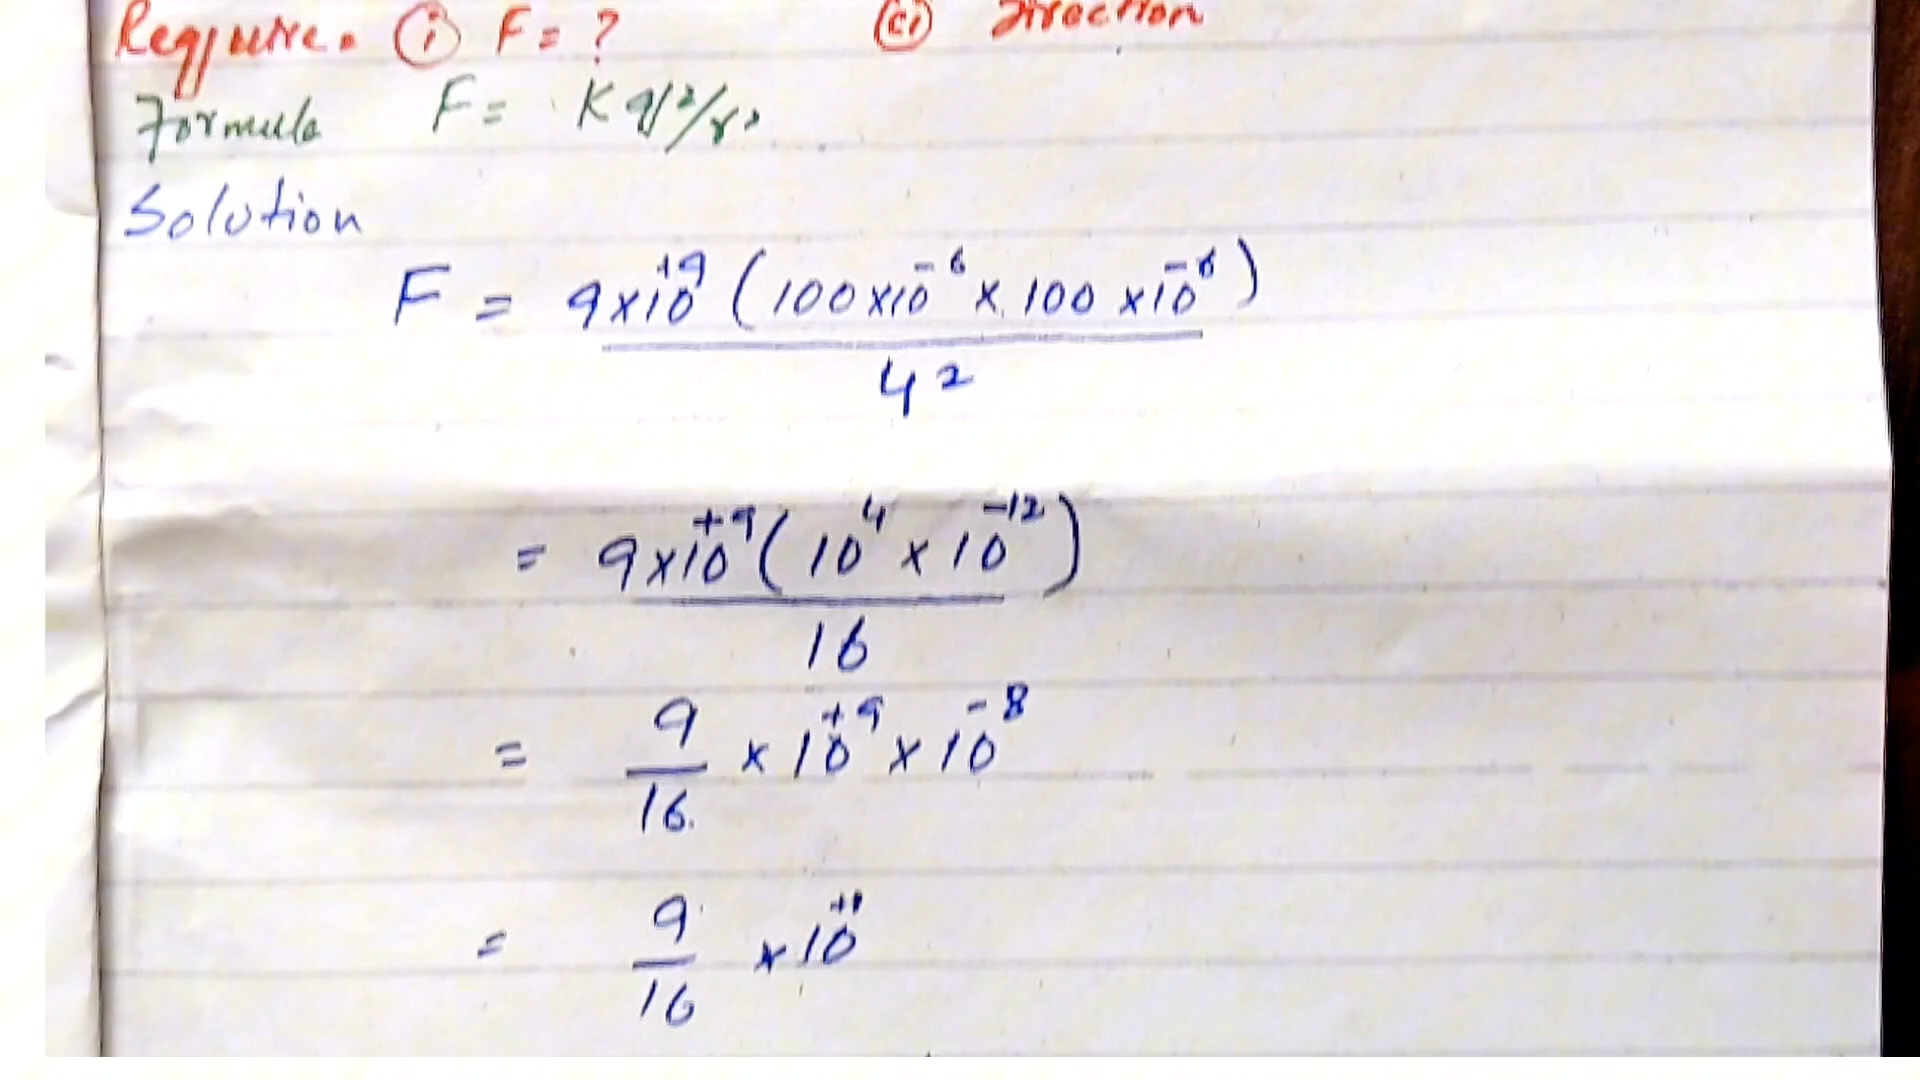 Require. (i) F = ? (ii) Direction
Formula F = K q1q2/r²
Solution
F = 9×10⁺⁹ (100×10⁻⁶ × 100 ×10⁻⁶)
4²
= 9×10⁺⁹ (10⁴ × 10⁻¹²)
16
= 9/16 × 10⁺⁹ × 10⁻⁸
= 9/16 × 10⁺¹